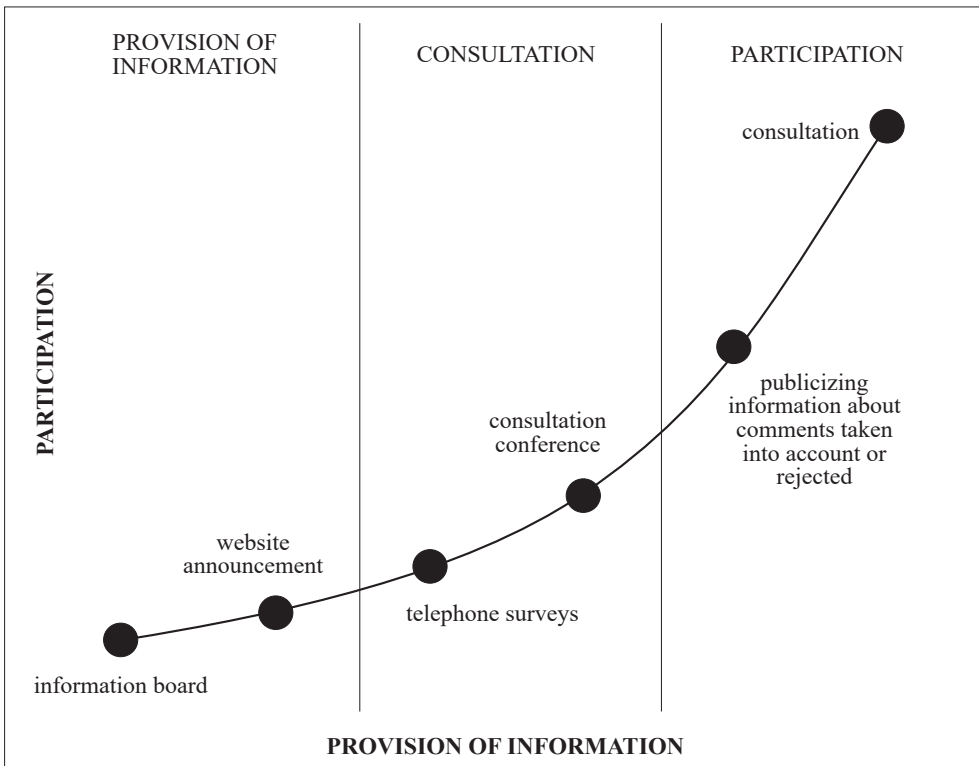 PROVISION OF
INFORMATION
CONSULTATION
PARTICIPATION
consultation
PARTICIPATION
publicizing
information about
comments taken
into account or
rejected
consultation
conference
website
announcement
telephone surveys
information board
PROVISION OF INFORMATION